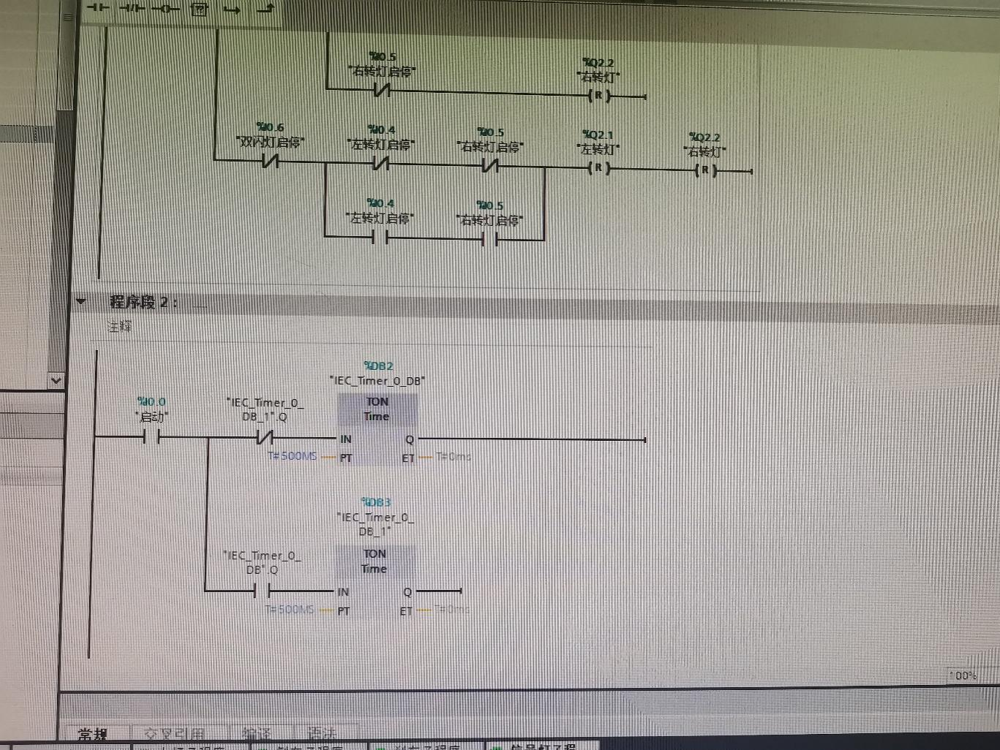 %I0.5
"右转灯启停"
%Q2.2
"右转灯"
R
%I0.6
"双闪灯启停"
%I0.4
"左转灯启停"
%I0.5
"右转灯启停"
%Q2.1
"左转灯"
R
%Q2.2
"右转灯"
R
%I0.4
"左转灯启停"
%I0.5
"右转灯启停"
程序段 2：
注释
%DB2
"IEC_Timer_0_DB"
%I0.0
"启动"
"IEC_Timer_0_
DB_1".Q
TON
Time
IN
Q
T#500MS
PT
ET
T#0ms
%DB3
"IEC_Timer_0_
DB_1"
"IEC_Timer_0_
DB".Q
TON
Time
IN
Q
T#500MS
PT
ET
T#0ms
100%
常规
交叉引用
编译
语法